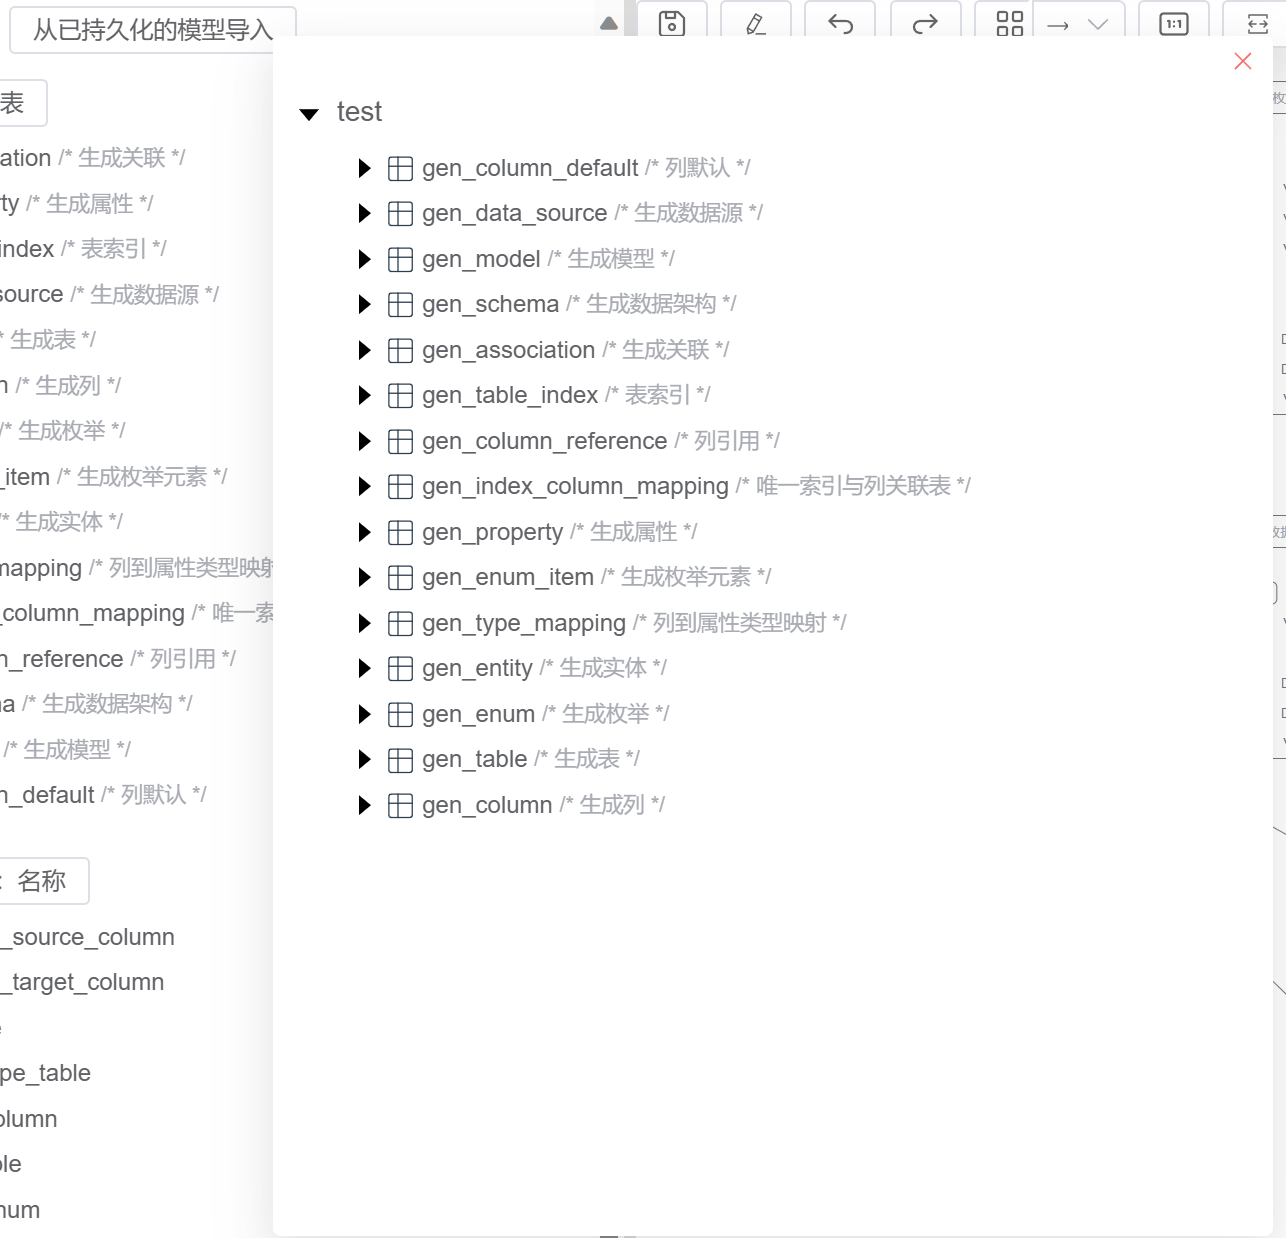 从已持久化的模型导入
1:1
表
ation /* 生成关联 */
ty /* 生成属性 */
index /* 表索引 */
source /* 生成数据源 */
* 生成表 */
n /* 生成列 */
/* 生成枚举 */
_item /* 生成枚举元素 */
/* 生成实体 */
mapping /* 列到属性类型映射
_column_mapping /* 唯一索
n_reference /* 列引用 */
na /* 生成数据架构 */
/* 生成模型 */
n_default /* 列默认 */
：名称
_source_column
_target_column
e
pe_table
olumn
ole
num
test
gen_column_default /* 列默认 */
gen_data_source /* 生成数据源 */
gen_model /* 生成模型 */
gen_schema /* 生成数据架构 */
gen_association /* 生成关联 */
gen_table_index /* 表索引 */
gen_column_reference /* 列引用 */
gen_index_column_mapping /* 唯一索引与列关联表 */
gen_property /* 生成属性 */
gen_enum_item /* 生成枚举元素 */
gen_type_mapping /* 列到属性类型映射 */
gen_entity /* 生成实体 */
gen_enum /* 生成枚举 */
gen_table /* 生成表 */
gen_column /* 生成列 */
枚